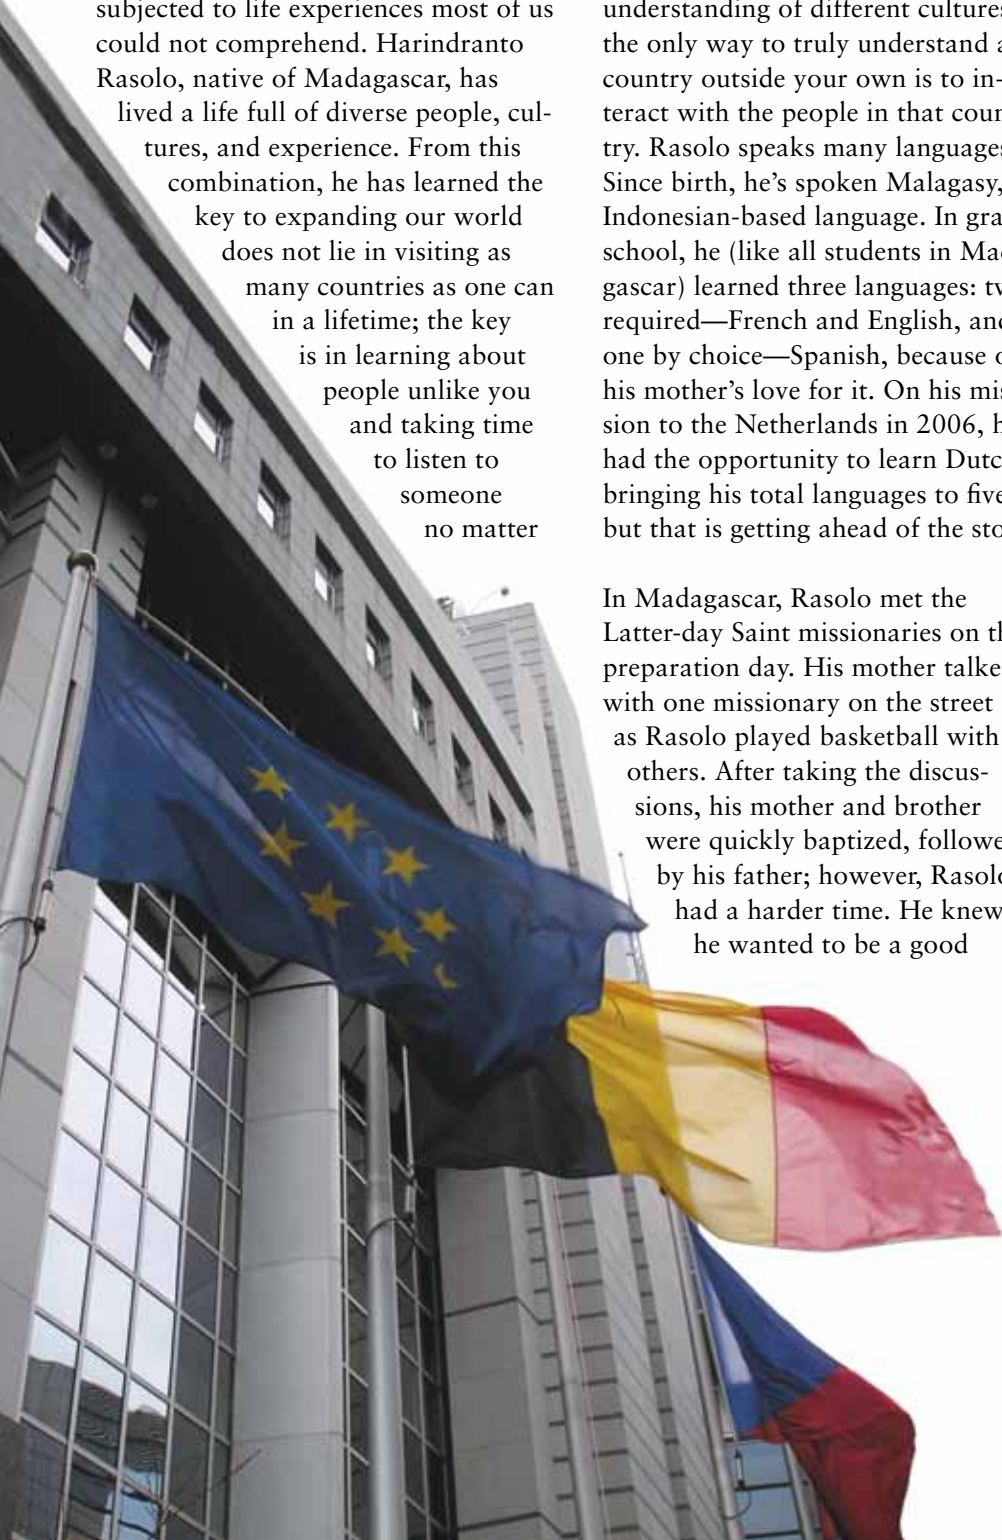 subjected to life experiences most of us
could not comprehend. Harindranto
Rasolo, native of Madagascar, has
lived a life full of diverse people, cul-
tures, and experience. From this
combination, he has learned the
key to expanding our world
does not lie in visiting as
many countries as one can
in a lifetime; the key
is in learning about
people unlike you
and taking time
to listen to
someone
no matter
understanding of different cultures
the only way to truly understand a
country outside your own is to in-
teract with the people in that
try. Rasolo speaks many languages
Since birth, he's spoken Malagasy,
Indonesian-based language. In
school, he (like all students in
gascar) learned three languages:
required—French and English, and
one by choice—Spanish, because
his mother's love for it. On his
sion to the Netherlands in 2006,
had the opportunity to learn
bringing his total languages to five
but that is getting ahead of the
In Madagascar, Rasolo met the
Latter-day Saint missionaries on
preparation day. His mother
with one missionary on the street
as Rasolo played basketball with
others. After taking the discus-
sions, his mother and brother
were quickly baptized,
by his father; however, Rasolo
had a harder time. He knew
he wanted to be a good